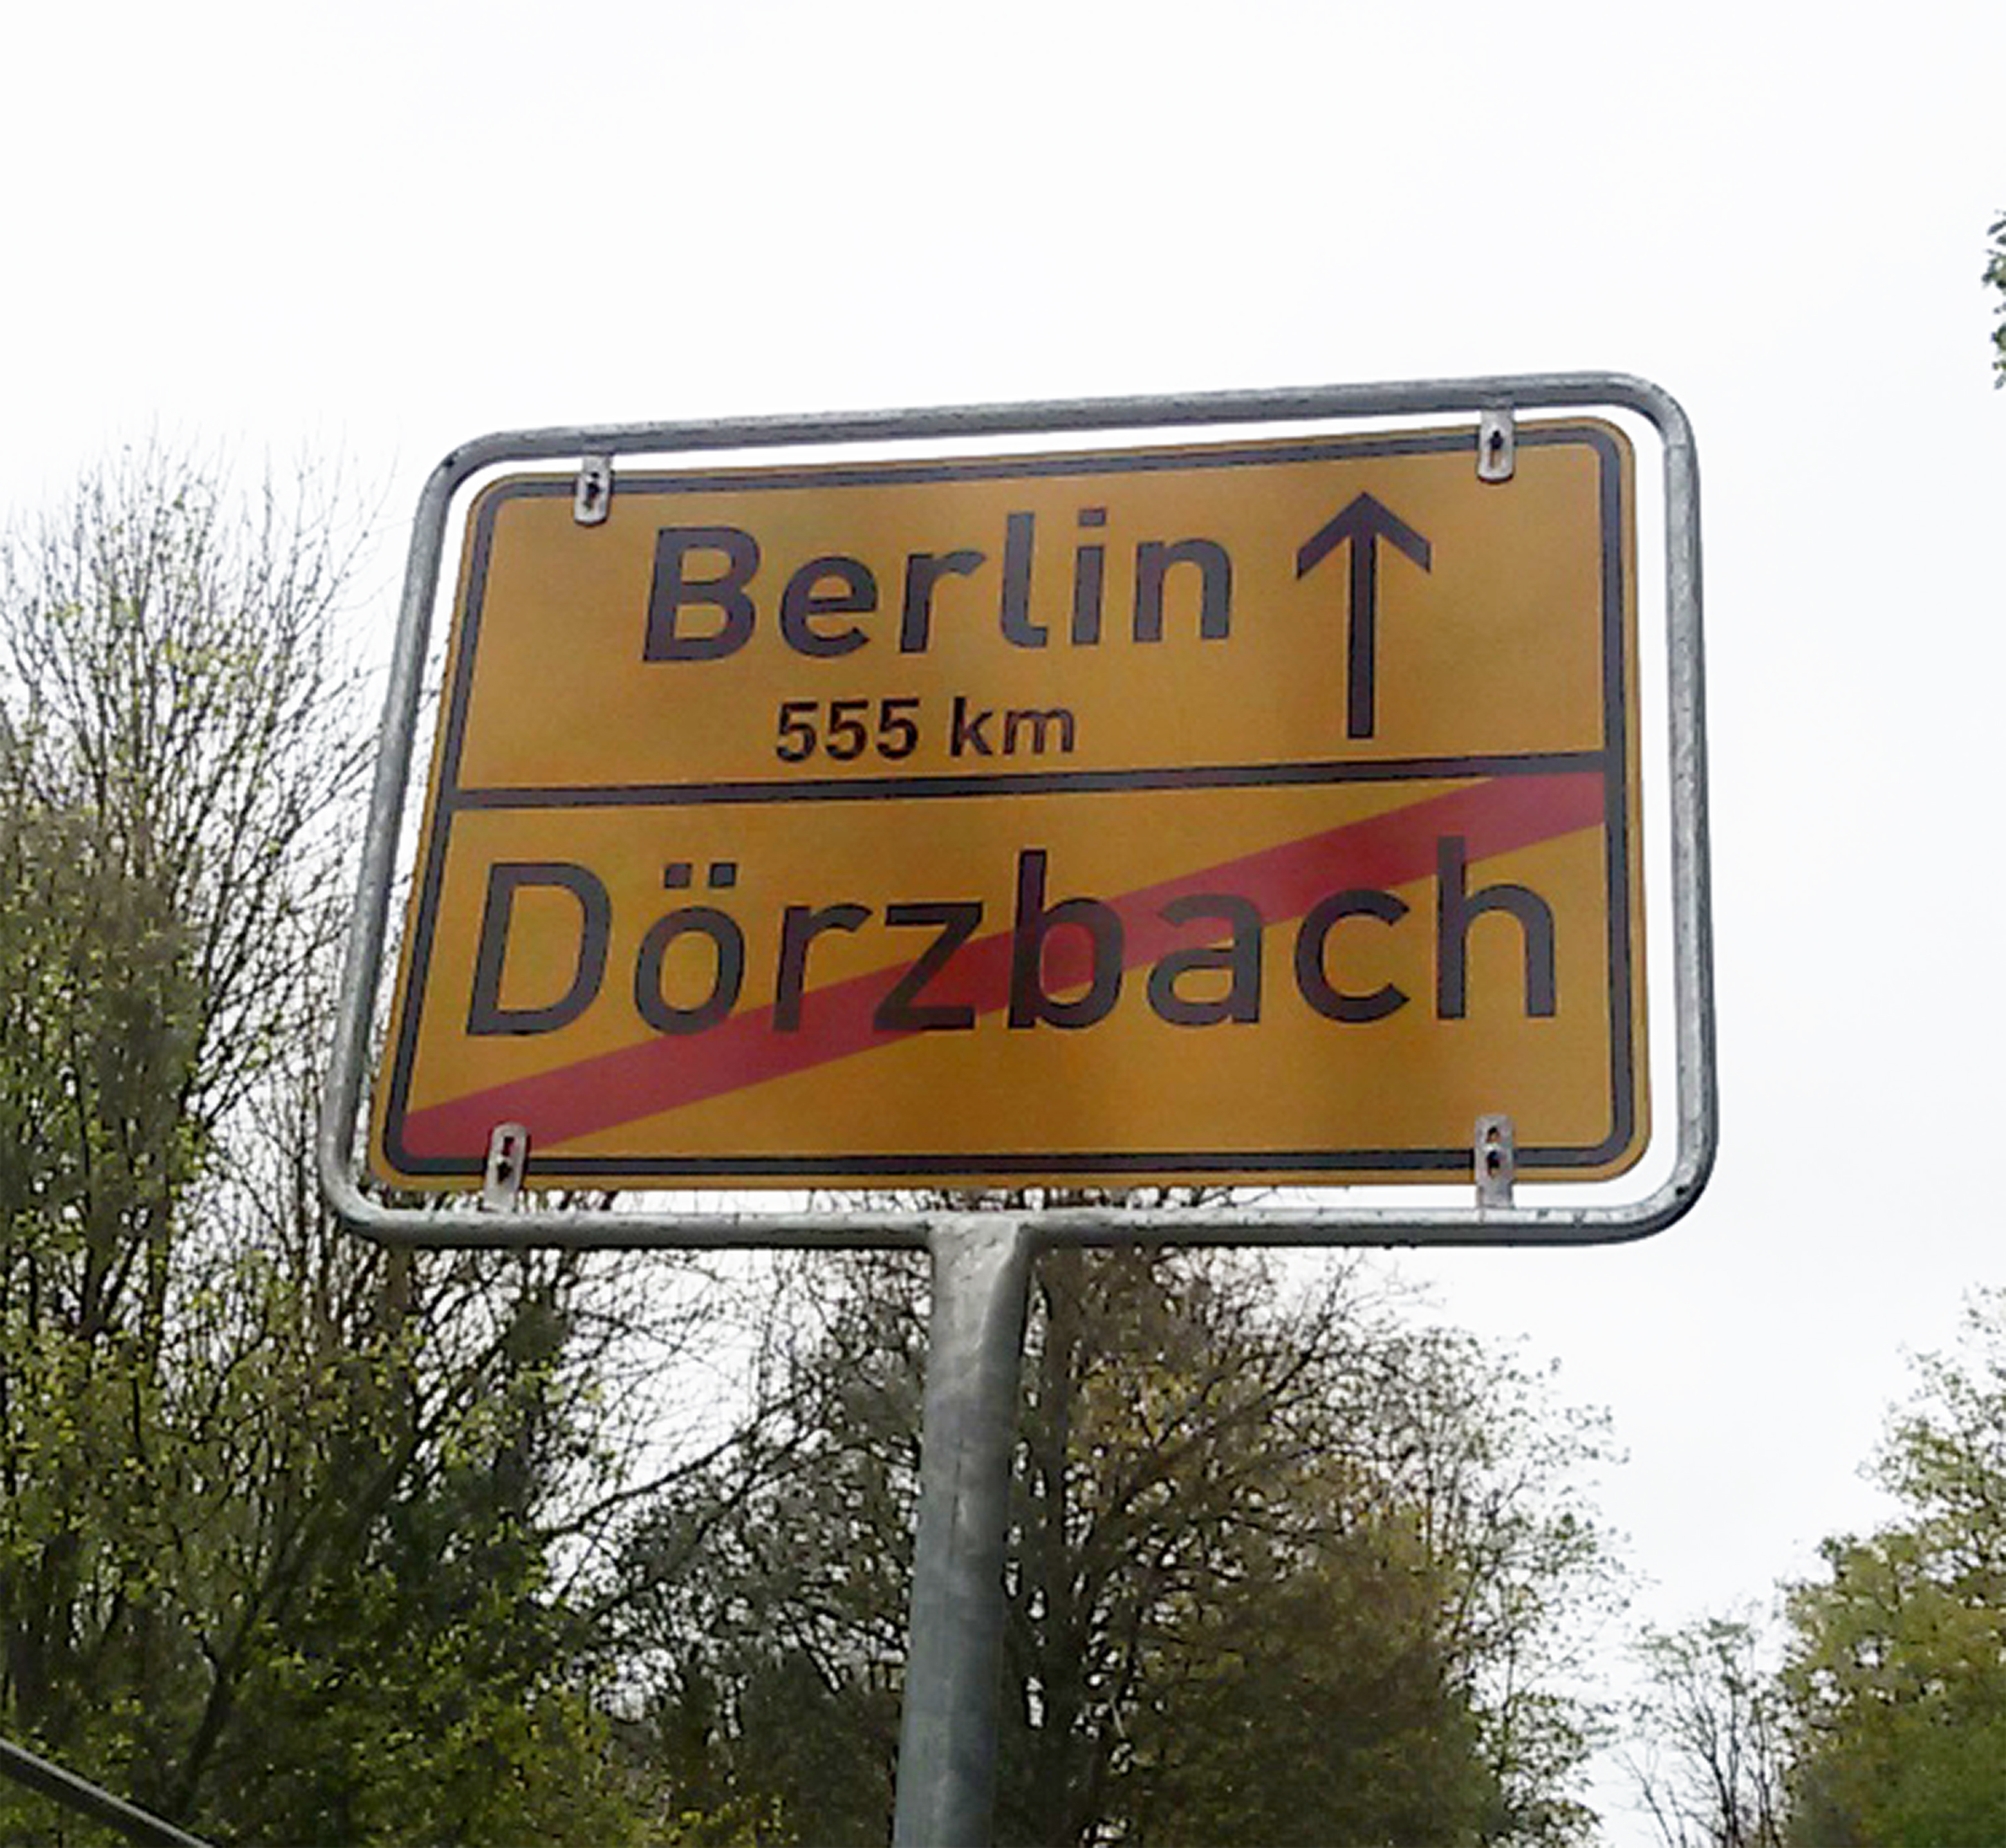 Berlin ↑
555 km
Dörzbach